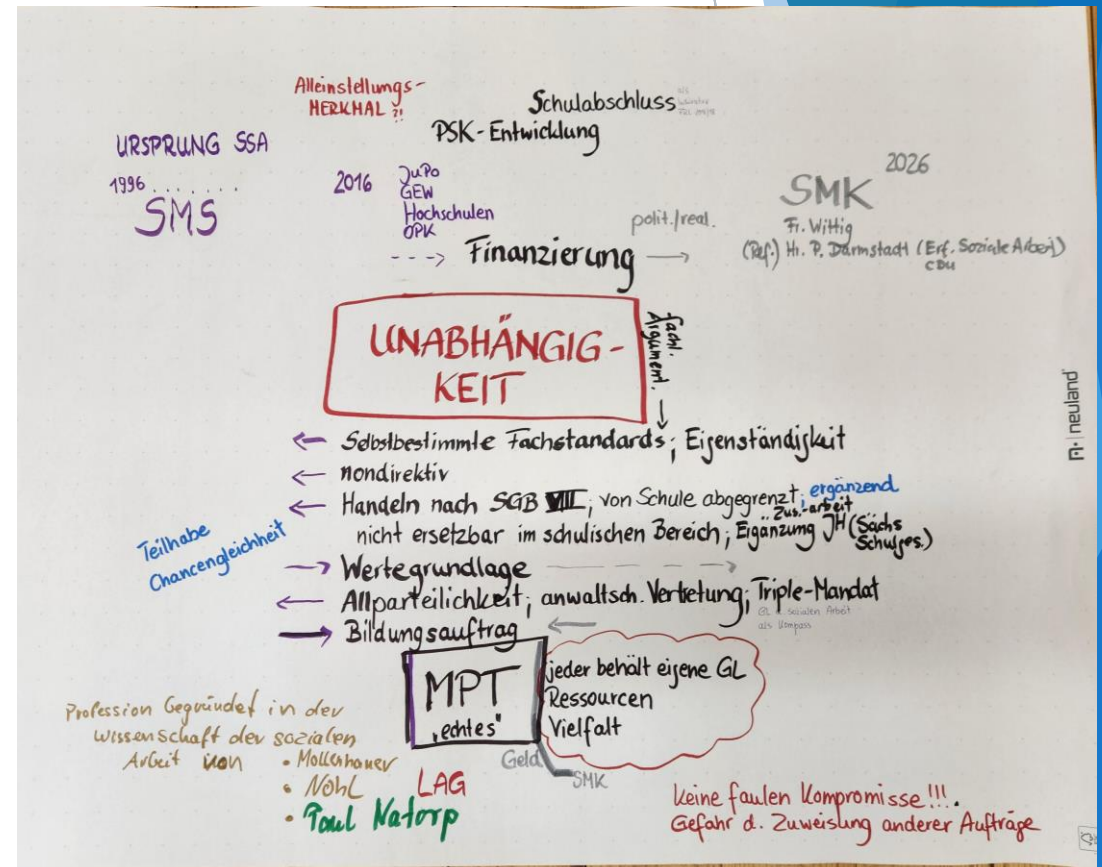 Alleinstellungs-
MERKMAL ?!
Schulabschluss
PSK-Entwicklung
URSPRUNG SSA
1996 . . . . . . .
SMS
2016
JuPo
GEW
Hochschulen
OPK
---> Finanzierung →
polit./real.
2026
SMK
Fr. Wittig
(Ref.) Hr. P. Darmstadt (Erf. Soziale Arbeit)
CDU
UNABHÄNGIG-
KEIT
fachl.
Argument.
← Selbstbestimmte Fachstandards; Eigenständigkeit
← nondirektiv
← Handeln nach SGB VIII; von Schule abgegrenzt; ergänzend
Zus.-arbeit
nicht ersetzbar im schulischen Bereich; Ergänzung JH (Sächs
Schulges.)
Teilhabe
Chancengleichheit
→ Wertegrundlage --->
← Allparteilichkeit; anwaltsch. Vertretung; Triple-Mandat
GL d. sozialen Arbeit
als Kompass
→ Bildungsauftrag ←
MPT
„echtes"
jeder behält eigene GL
Ressourcen
Vielfalt
Geld
SMK
Profession Gegründet in der
Wissenschaft der sozialen
Arbeit von
• Mollenhauer
• Nohl
• Paul Natorp
LAG
Keine faulen Kompromisse!!!.
Gefahr d. Zuweisung anderer Aufträge
neuland